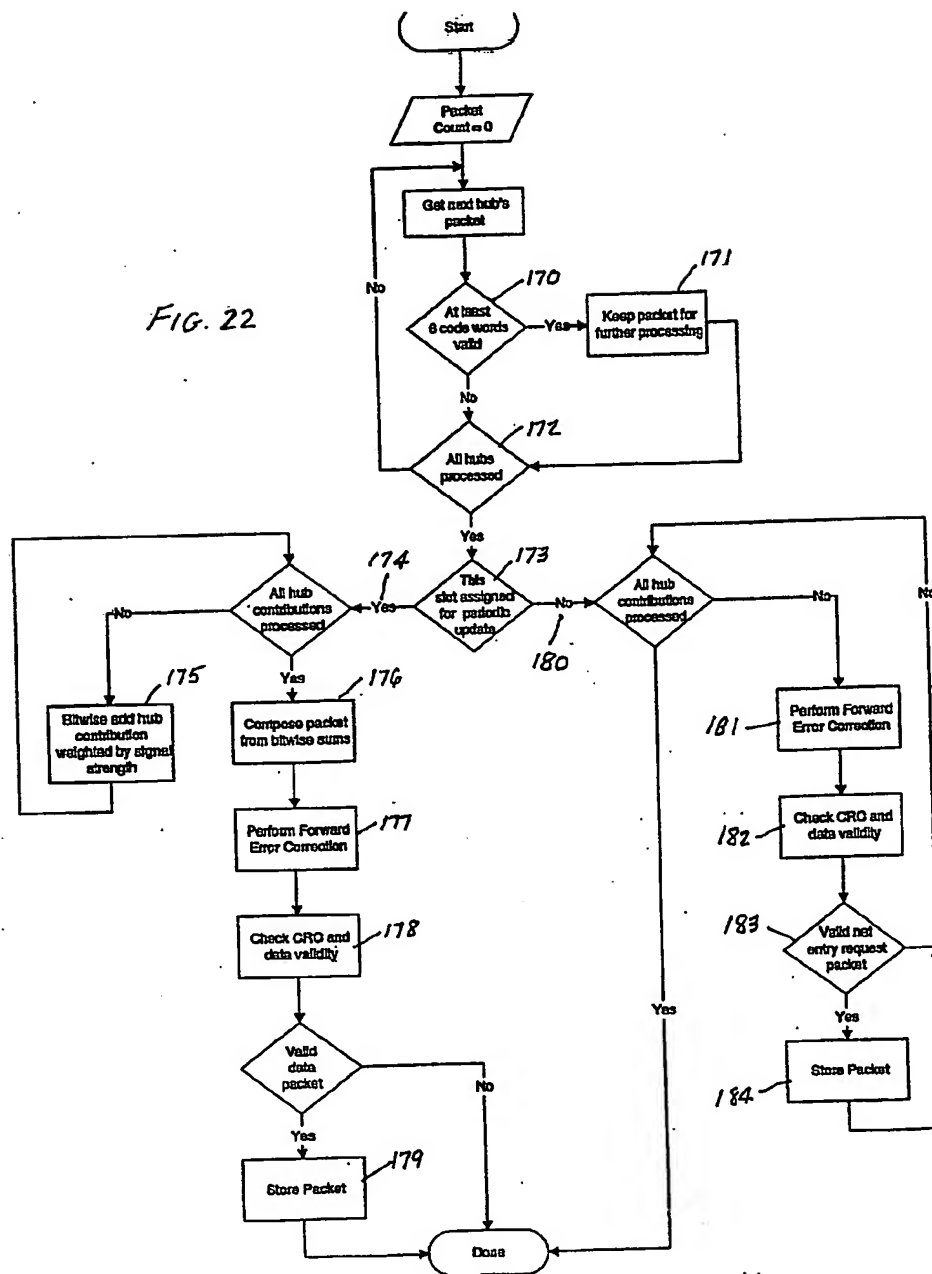 Start
Packet
Count = 0
Get next hub's
packet
FIG. 22
No
170
At least
6 code words
valid
Yes
171
Keep packet for
further processing
No
172
All hubs
processed
Yes
174
173
This
slot assigned
for periodic
update
Yes
No
180
All hub
contributions
processed
No
All hub
contributions
processed
No
No
Yes
175
Bitwise add hub
contribution
weighted by signal
strength
176
Compose packet
from bitwise sums
181
Perform Forward
Error Correction
177
Perform Forward
Error Correction
182
Check CRC and
data validity
178
Check CRC and
data validity
183
Valid net
entry request
packet
Yes
Yes
Valid
data
packet
No
184
Store Packet
Yes
179
Store Packet
Done